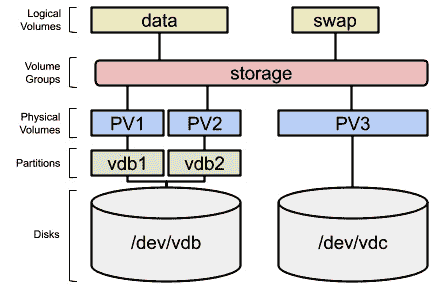 Logical
Volumes
data
swap
Volume
Groups
storage
Physical
Volumes
PV1
PV2
PV3
Partitions
vdb1
vdb2
Disks
/dev/vdb
/dev/vdc